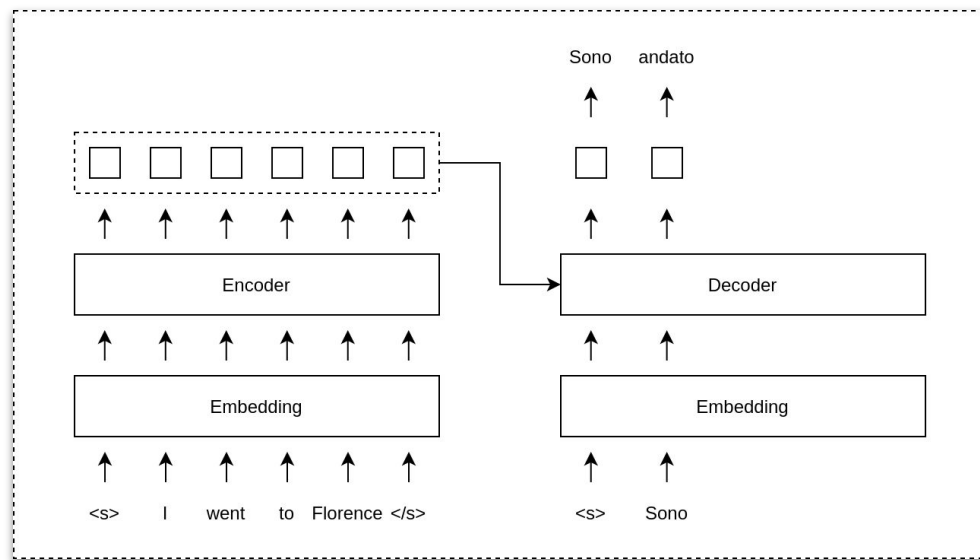 Sono andato
Encoder
Decoder
Embedding
Embedding
<s> I went to Florence </s>
<s> Sono